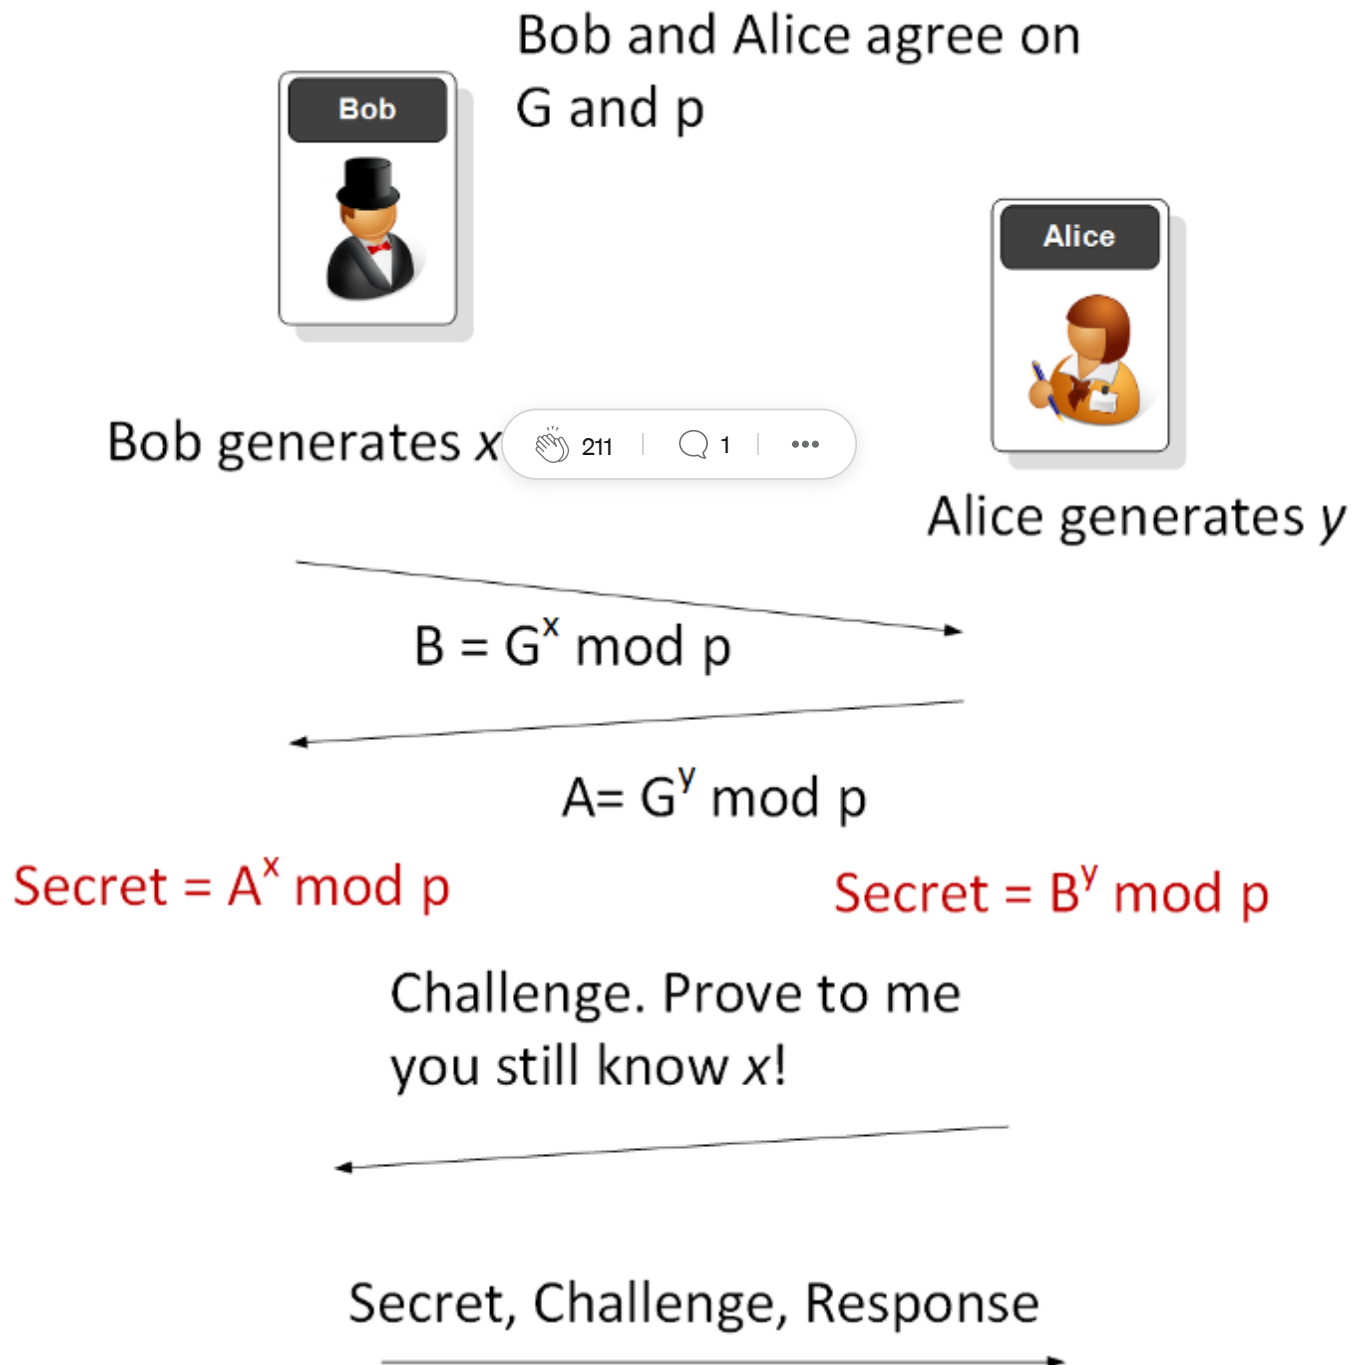 Bob and Alice agree on
G and p
Bob
Alice
Bob generates x
211
1
Alice generates y
B = G^x mod p
A= G^y mod p
Secret = A^x mod p
Secret = B^y mod p
Challenge. Prove to me
you still know x!
Secret, Challenge, Response